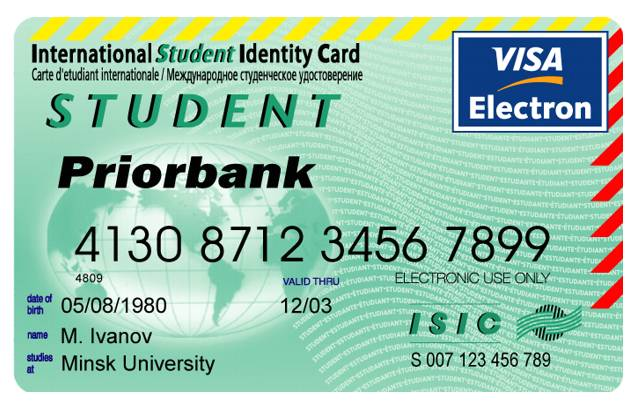 International Student Identity Card
Carte d'etudiant internationale / Международное студенческое удостоверение
STUDENT
VISA
Electron
Priorbank
4130 8712 3456 7899
4809
VALID THRU
ELECTRONIC USE ONLY
date of birth 05/08/1980
12/03
name M. Ivanov
ISIC
studies at Minsk University
S 007 123 456 789